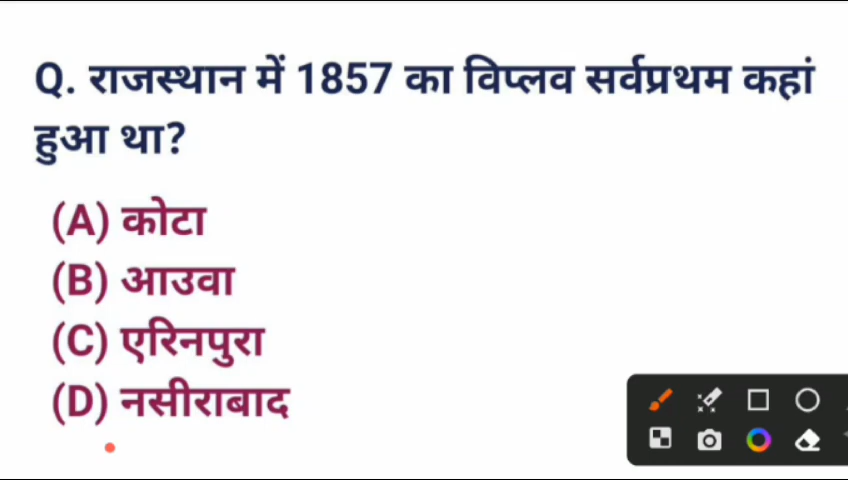 Q. राजस्थान में 1857 का विप्लव सर्वप्रथम कहां
हुआ था?
(A) कोटा
(B) आउवा
(C) एरिनपुरा
(D) नसीराबाद